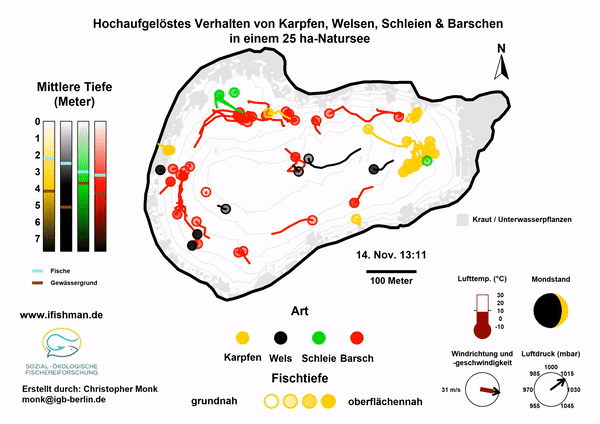 Hochaufgelöstes Verhalten von Karpfen, Welsen, Schleien & Barschen
in einem 25 ha-Natursee
N
Mittlere Tiefe
(Meter)
0
1
2
3
4
5
6
7
Fische
Gewässergrund
Kraut / Unterwasserpflanzen
14. Nov. 13:11
100 Meter
www.ifishman.de
SOZIAL-ÖKOLOGISCHE
FISCHEREIFORSCHUNG
Erstellt durch: Christopher Monk
monk@igb-berlin.de
Art
Karpfen Wels Schleie Barsch
Fischtiefe
grundnah oberflächennah
Lufttemp. (°C)
30
20
10
0
-10
Mondstand
Windrichtung und
-geschwindigkeit
31 m/s
Luftdruck (mbar)
1000
985 1015
970 1030
955 1045